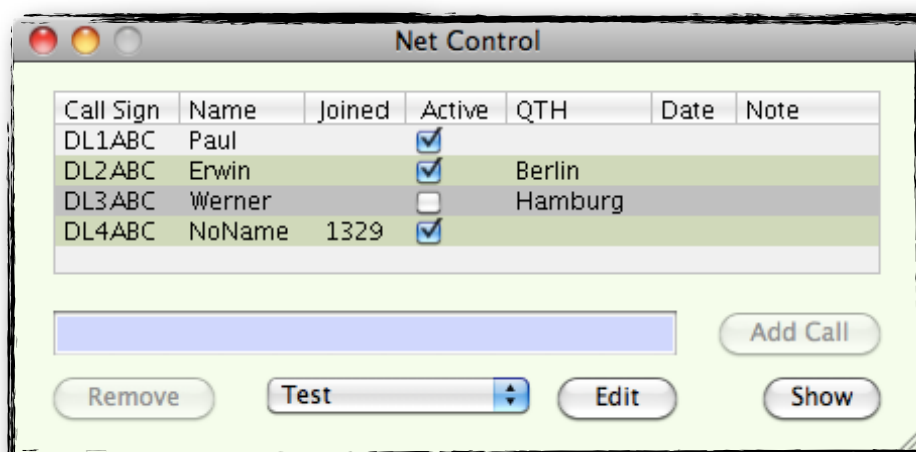 Net Control
Call Sign Name Joined Active QTH Date Note
DL1ABC Paul
DL2ABC Erwin Berlin
DL3ABC Werner Hamburg
DL4ABC NoName 1329
Add Call
Remove Test Edit Show